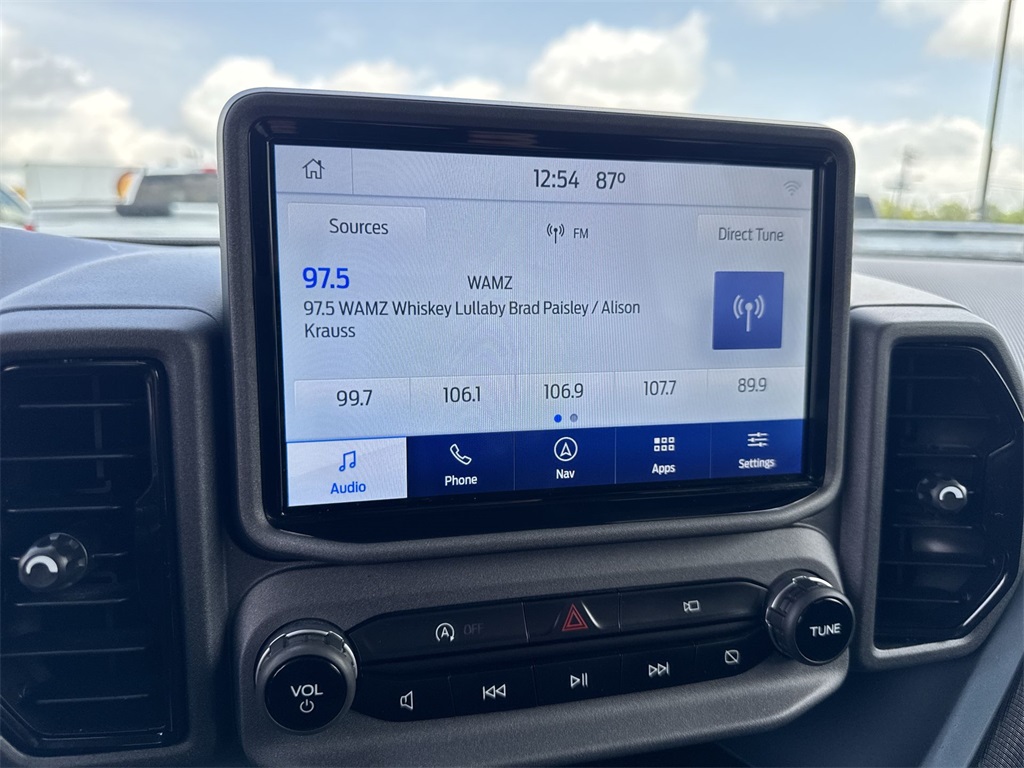 12:54 87º
Sources
FM
Direct Tune
97.5
WAMZ
97.5 WAMZ Whiskey Lullaby Brad Paisley / Alison
Krauss
99.7 106.1 106.9 107.7 89.9
Audio Phone Nav Apps Settings
A OFF
VOL
TUNE